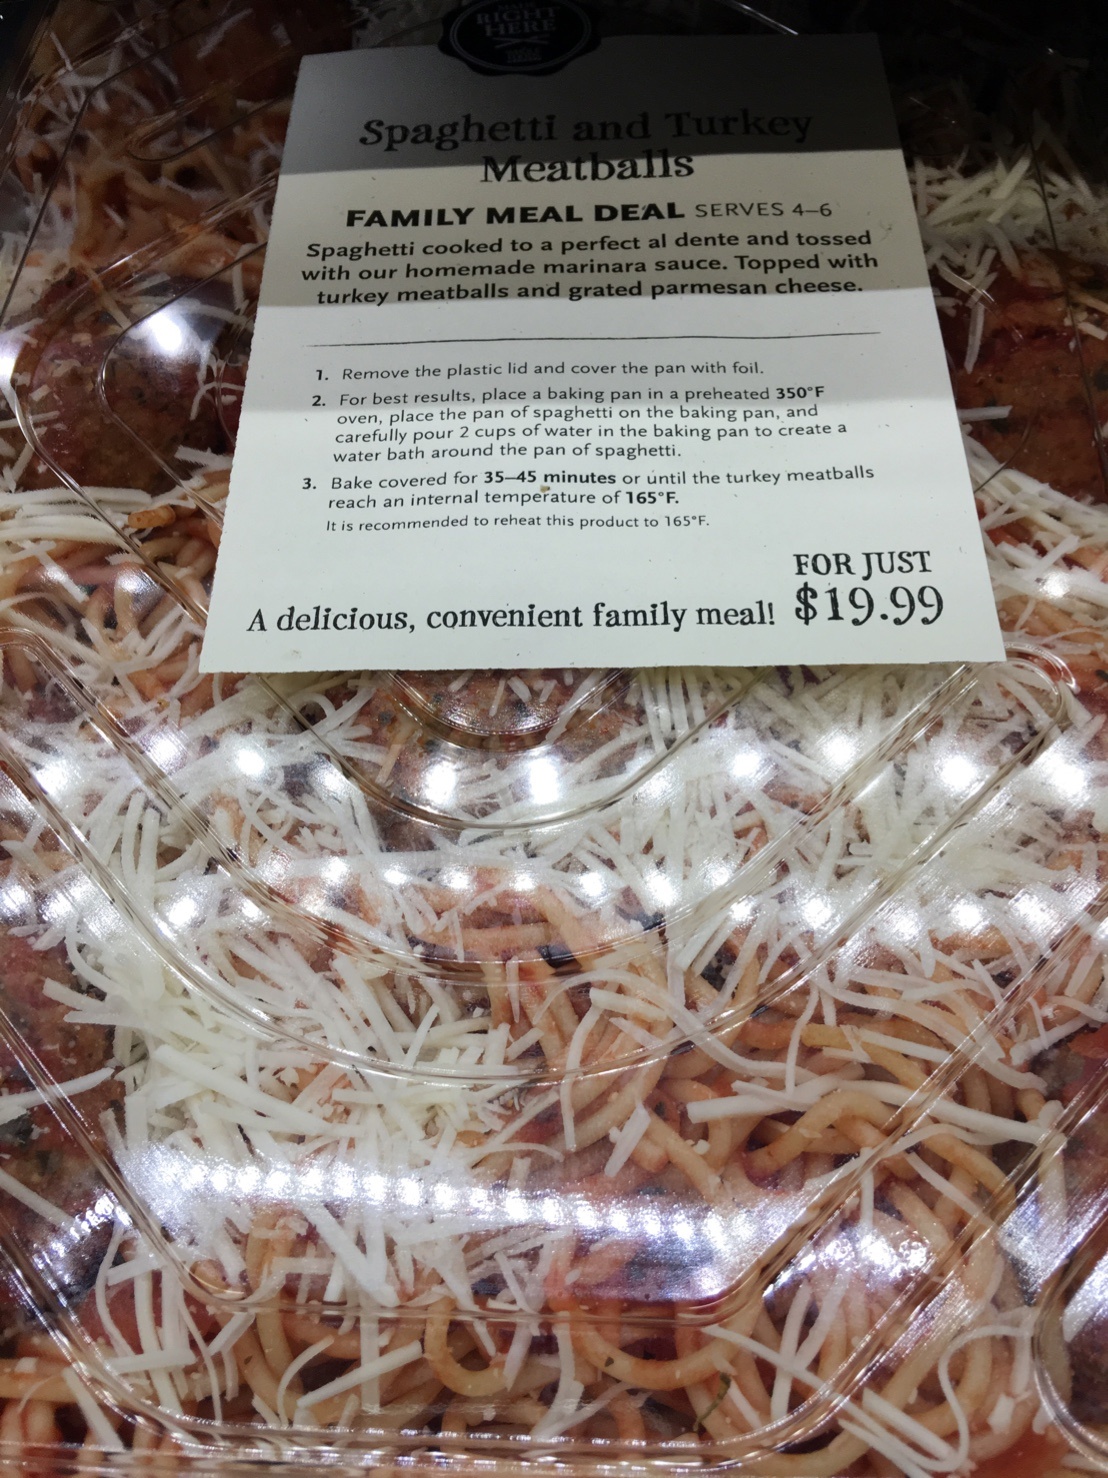 RIGHT
HERE
Spaghetti and Turkey
Meatballs
FAMILY MEAL DEAL SERVES 4–6
Spaghetti cooked to a perfect al dente and tossed
with our homemade marinara sauce. Topped with
turkey meatballs and grated parmesan cheese.
1. Remove the plastic lid and cover the pan with foil.
2. For best results, place a baking pan in a preheated 350°F
oven, place the pan of spaghetti on the baking pan, and
carefully pour 2 cups of water in the baking pan to create a
water bath around the pan of spaghetti.
3. Bake covered for 35–45 minutes or until the turkey meatballs
reach an internal temperature of 165°F.
It is recommended to reheat this product to 165°F.
FOR JUST
A delicious, convenient family meal! $19.99